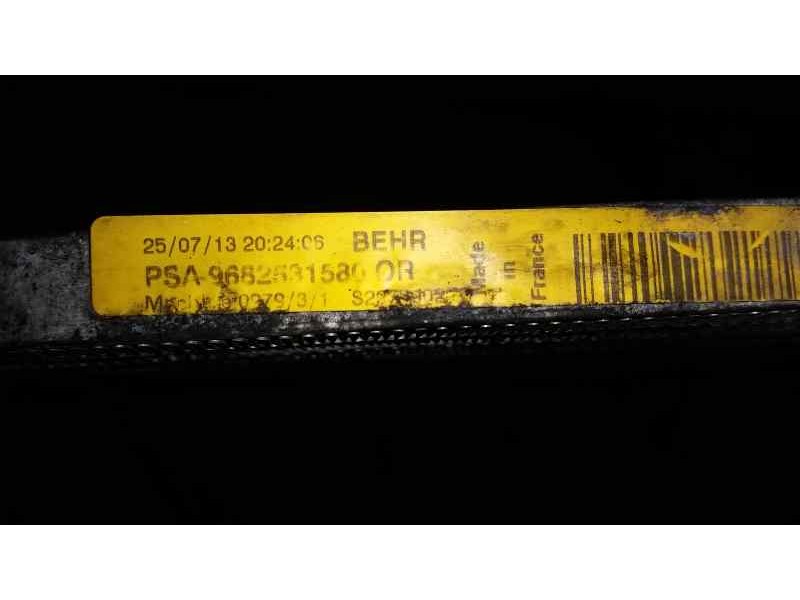 25/07/13 20:24:06 BEHR
PSA-9682531580 OR
Made
in
France